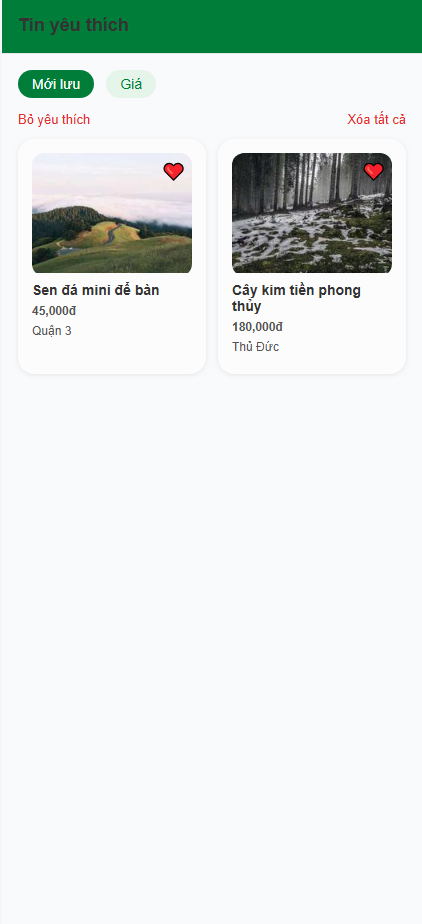 Tin yêu thích
Mới lưu
Giá
Bỏ yêu thích
Xóa tất cả
Sen đá mini để bàn
45,000đ
Quận 3
Cây kim tiền phong
thủy
180,000đ
Thủ Đức